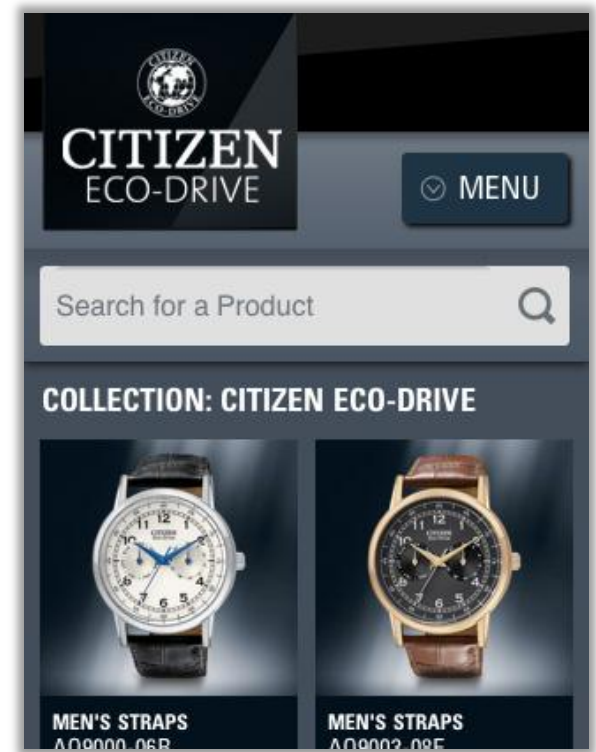 CITIZEN
ECO-DRIVE
CITIZEN
ECO-DRIVE
MENU
Search for a Product
COLLECTION: CITIZEN ECO-DRIVE
MEN'S STRAPS
MEN'S STRAPS